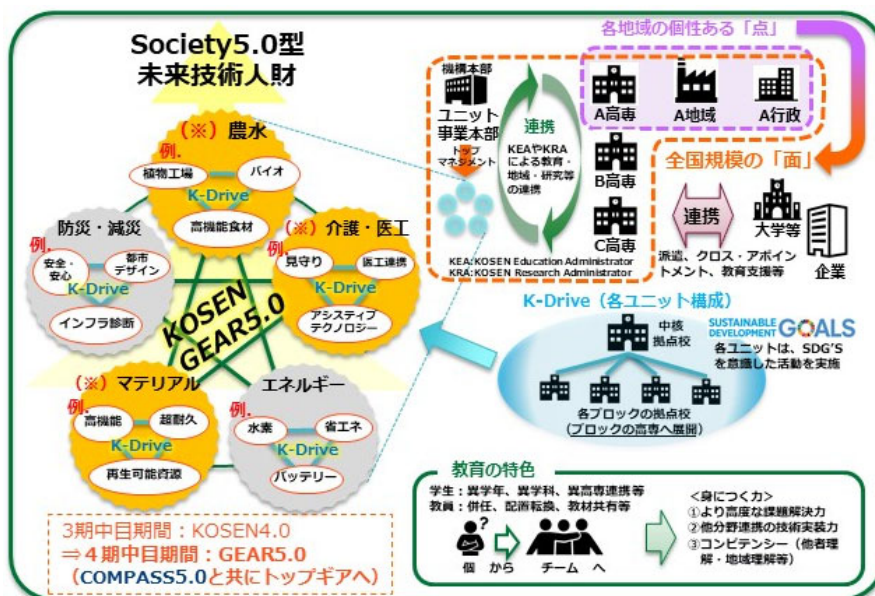 Society5.0型
未来技術人財
(※) 農水
例.
植物工場
バイオ
K-Drive
高機能食材
防災・減災
例.
安全・
安心
都市
デザイン
K-Drive
インフラ診断
(※) 介護・医工
例.
見守り
医工連携
K-Drive
アシスティブ
テクノロジー
KOSEN
GEAR5.0
(※) マテリアル
例.
高機能
超耐久
K-Drive
再生可能資源
エネルギー
例.
水素
省エネ
K-Drive
バッテリー
3期中目期間：KOSEN4.0
⇒４期中目期間：GEAR5.0
（COMPASS5.0と共にトップギアへ）
各地域の個性ある「点」
機構本部
ユニット
事業本部
トップ
マネジメント
連携
KEAやKRA
による教育・
地域・研究等
の連携
A高専
A地域
A行政
B高専
C高専
KEA:KOSEN Education Administrator
KRA:KOSEN Research Administrator
全国規模の「面」
連携
大学等
企業
派遣、クロス・アポイン
トメント、教育支援等
K-Drive（各ユニット構成）
中核
拠点校
各ブロックの拠点校
（ブロックの高専へ展開）
SUSTAINABLE
DEVELOPMENT
GOALS
各ユニットは、SDG'S
を意識した活動を実施
教育の特色
学生：異学年、異学科、異高専連携等
教員：併任、配置転換、教材共有等
?
個 から チーム へ
＜身につく力＞
①より高度な課題解決力
②他分野連携の技術実装力
③コンピテンシー（他者理
解・地域理解等）